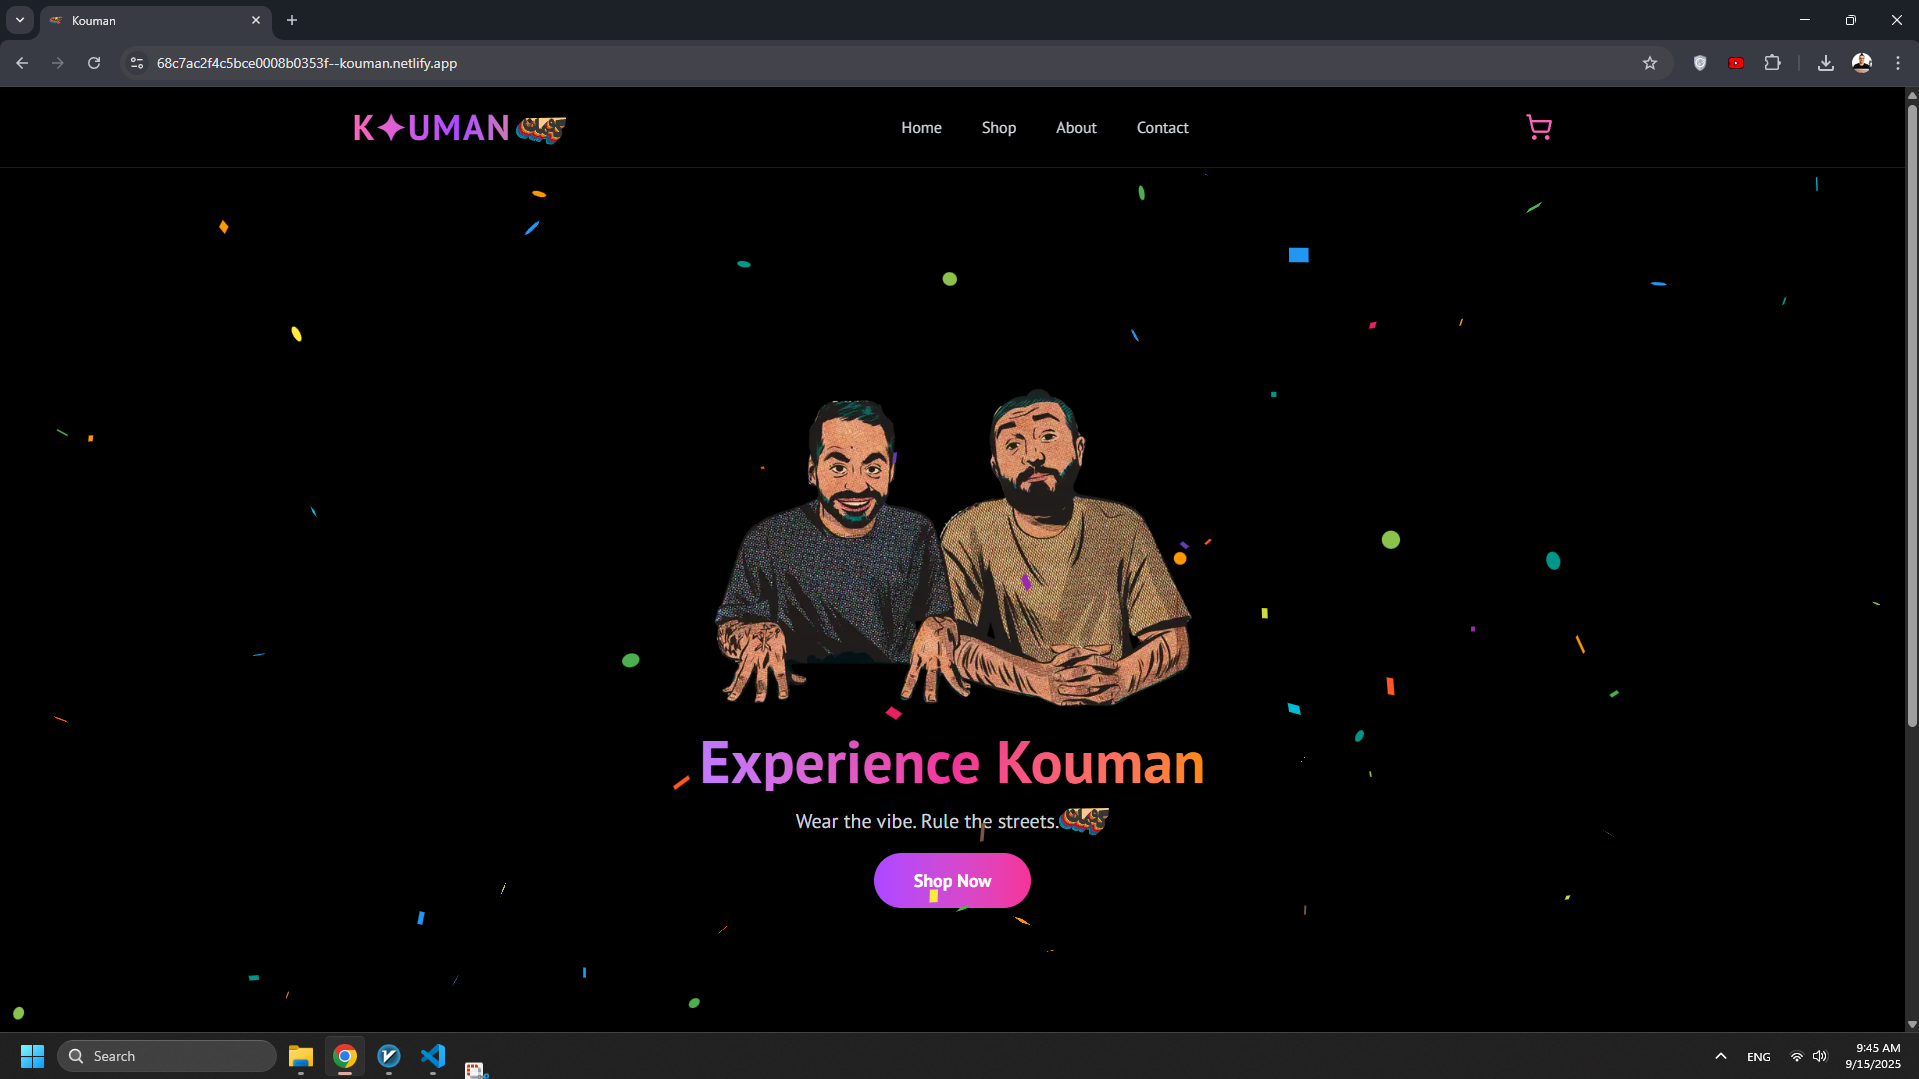 Kouman
68c7ac2f4c5bce0008b0353f--kouman.netlify.app
K✦UMAN
Home
Shop
About
Contact
Experience Kouman
Wear the vibe. Rule the streets.
Shop Now
Search
ENG
9:45 AM
9/15/2025